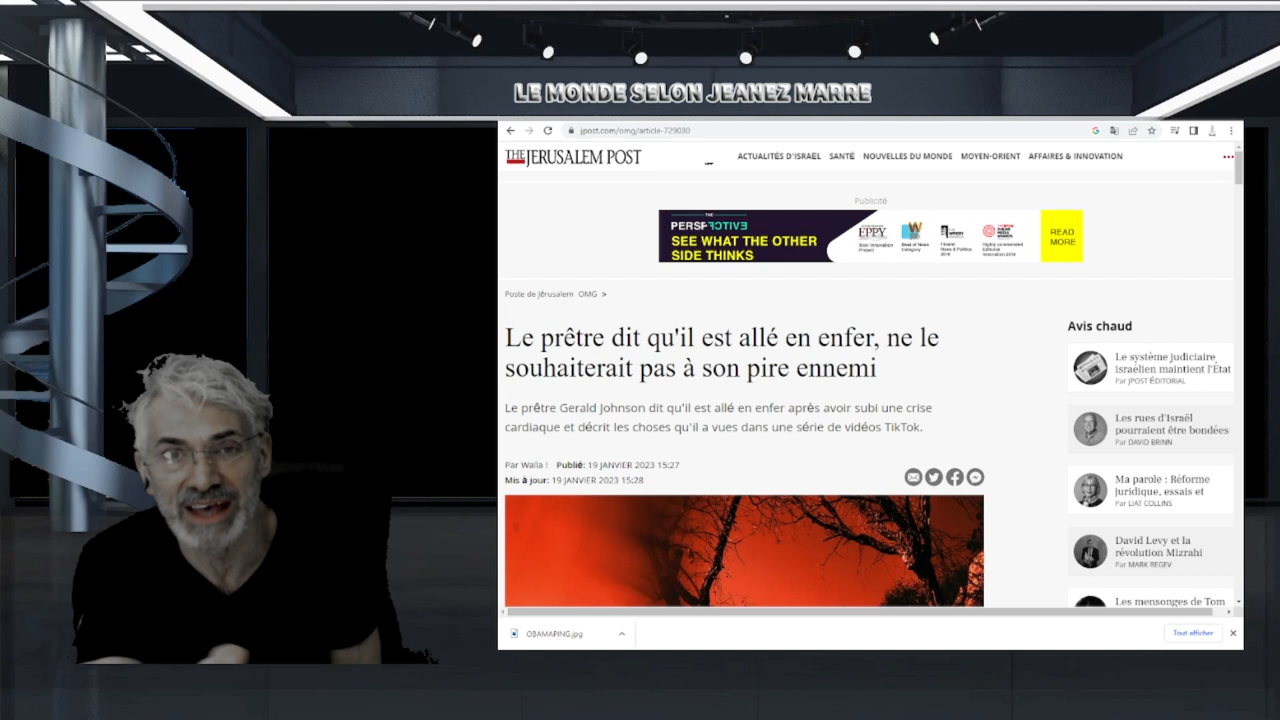 LE MONDE SELON JEANEZ MARRE
jpost.com/omg/article-729030
THE JERUSALEM POST
ACTUALITÉS D'ISRAËL SANTÉ NOUVELLES DU MONDE MOYEN-ORIENT AFFAIRES & INNOVATION
Publicité
THE
PERSPECTIVE
SEE WHAT THE OTHER
SIDE THINKS
EPPY
READ
MORE
Poste de Jérusalem OMG >
Le prêtre dit qu'il est allé en enfer, ne le
souhaiterait pas à son pire ennemi
Le prêtre Gerald Johnson dit qu'il est allé en enfer après avoir subi une crise
cardiaque et décrit les choses qu'il a vues dans une série de vidéos TikTok.
Par Walla ! Publié: 19 JANVIER 2023 15:27
Mis à jour: 19 JANVIER 2023 15:28
Avis chaud
Le système judiciaire
israélien maintient l'État
Par JPOST ÉDITORIAL
Les rues d'Israël
pourraient être bondées
Par DAVID BRINN
Ma parole : Réforme
juridique, essais et
Par LIAT COLLINS
David Levy et la
révolution Mizrahi
Par MARK REGEV
Les mensonges de Tom
OBAMAPING.jpg
Tout afficher